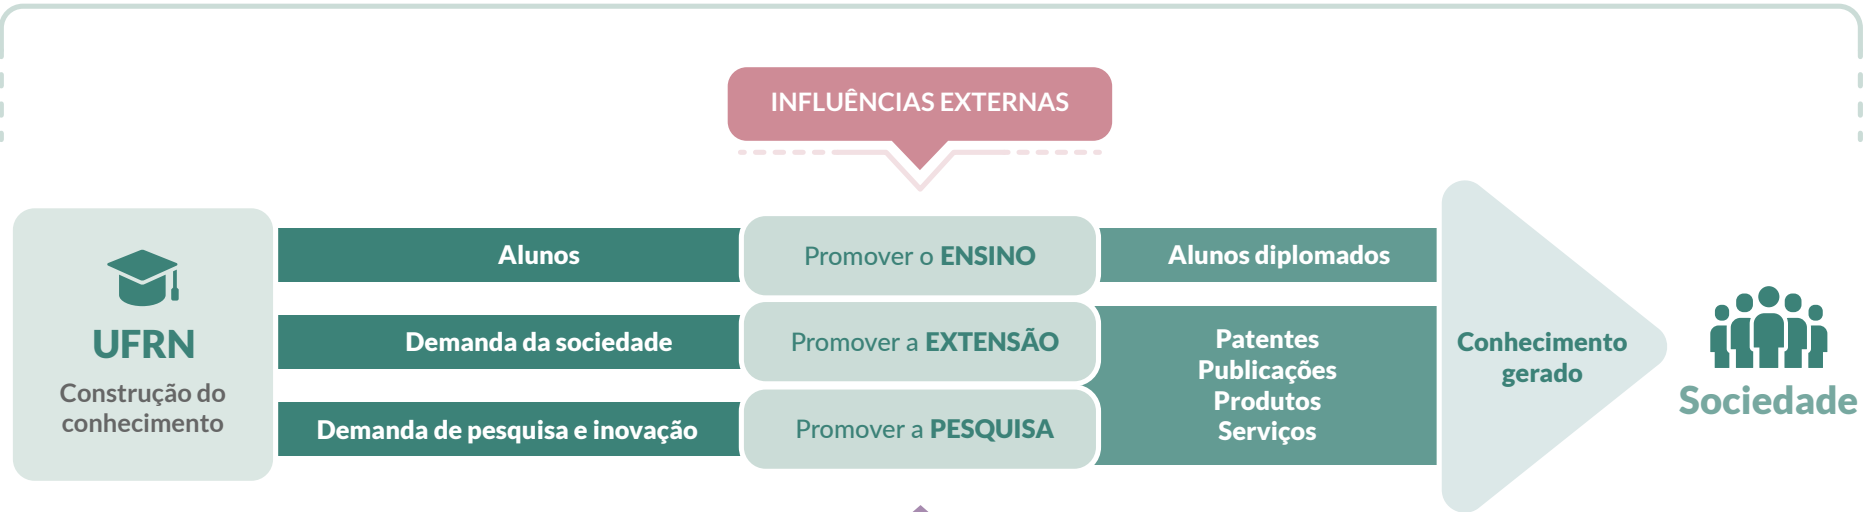 INFLUÊNCIAS EXTERNAS
UFRN
Construção do
conhecimento
Alunos
Promover o ENSINO
Alunos diplomados
Demanda da sociedade
Promover a EXTENSÃO
Demanda de pesquisa e inovação
Promover a PESQUISA
Patentes
Publicações
Produtos
Serviços
Conhecimento
gerado
Sociedade